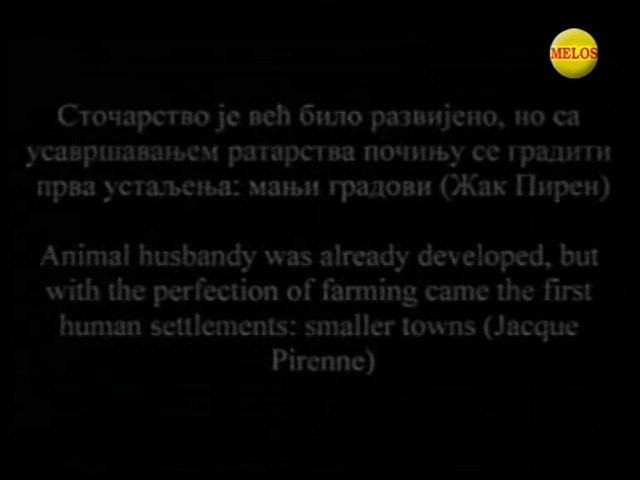 MELOS
Сточарство је већ било развијено, но са
усавршавањем ратарства почињу се градити
прва устаљења: мањи градови (Жак Пирен)
Animal husbandy was already developed, but
with the perfection of farming came the first
human settlements: smaller towns (Jacque
Pirenne)